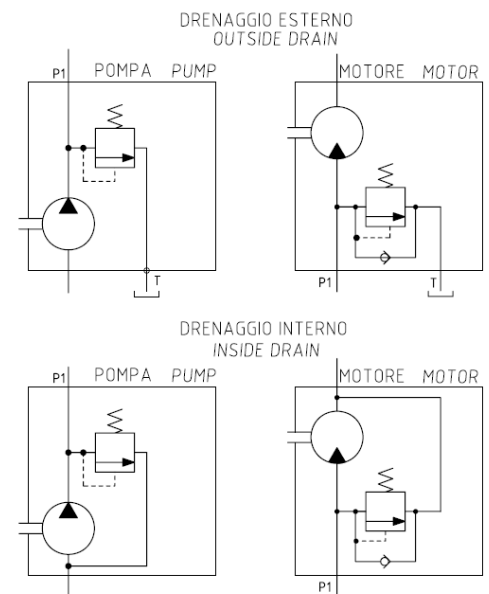 DRENAGGIO ESTERNO
OUTSIDE DRAIN
P1 POMPA PUMP
MOTORE MOTOR
T
P1
T
DRENAGGIO INTERNO
INSIDE DRAIN
P1 POMPA PUMP
MOTORE MOTOR
P1